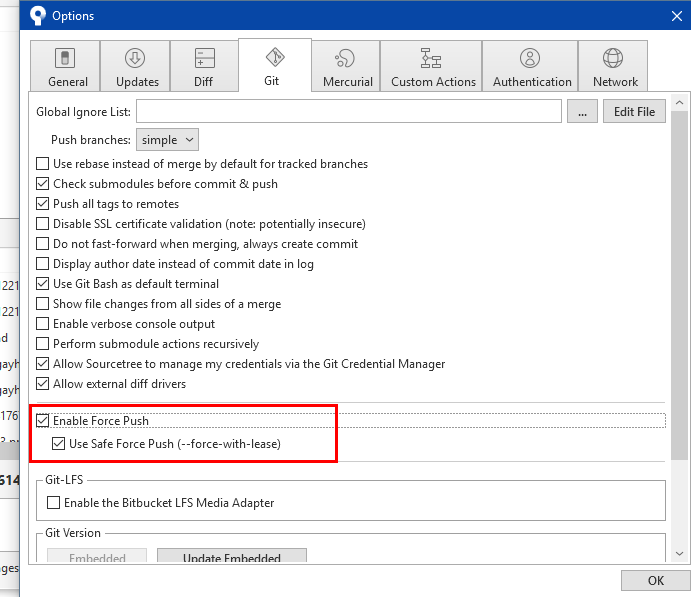 Options
General
Updates
Diff
Git
Mercurial
Custom Actions
Authentication
Network
Global Ignore List:
...
Edit File
Push branches: simple
Use rebase instead of merge by default for tracked branches
Check submodules before commit & push
Push all tags to remotes
Disable SSL certificate validation (note: potentially insecure)
Do not fast-forward when merging, always create commit
Display author date instead of commit date in log
Use Git Bash as default terminal
Show file changes from all sides of a merge
Enable verbose console output
Perform submodule actions recursively
Allow Sourcetree to manage my credentials via the Git Credential Manager
Allow external diff drivers
Enable Force Push
Use Safe Force Push (--force-with-lease)
Git-LFS
Enable the Bitbucket LFS Media Adapter
Git Version
Embedded
Update Embedded
OK
1221
1221
d
gayh
gayh
1767
614
ges